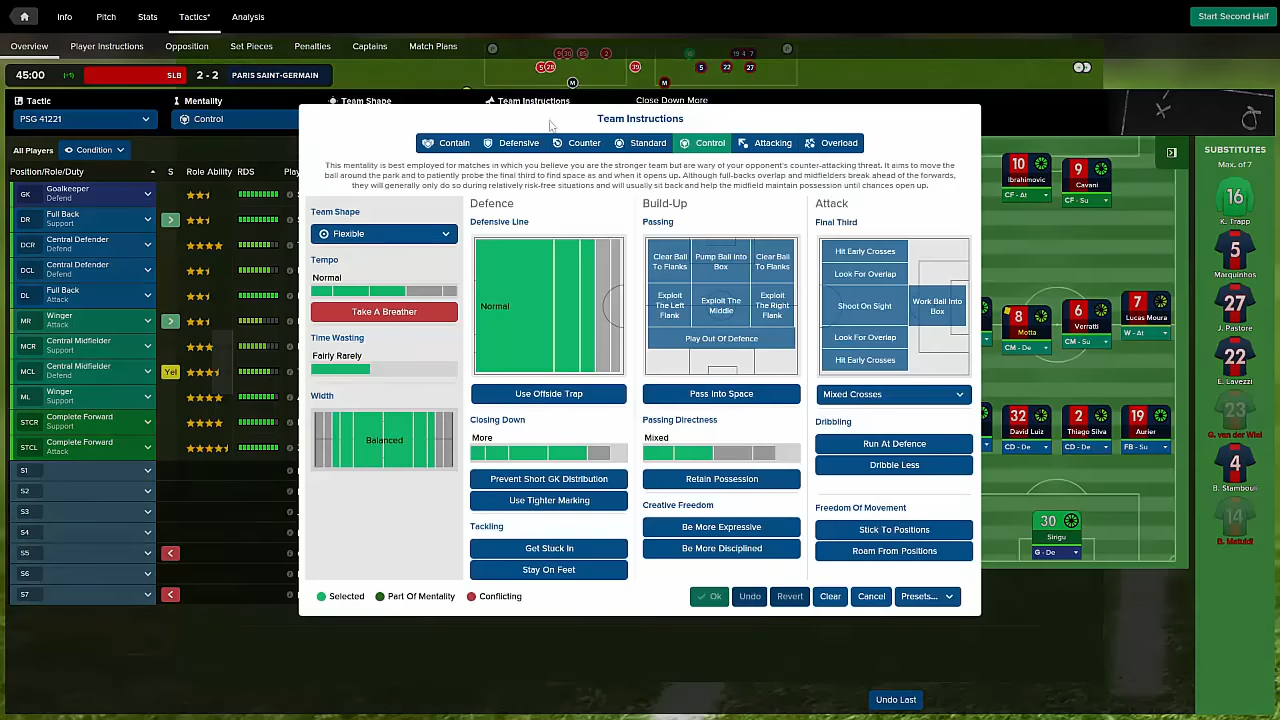 Info
Pitch
Stats
Tactics*
Analysis
Start Second Half
Overview
Player Instructions
Opposition
Set Pieces
Penalties
Captains
Match Plans
45:00
(+1)
SLB
2 - 2
PARIS SAINT-GERMAIN
Tactic
Mentality
Team Shape
Team Instructions
Close Down More
PSG 41221
Control
All Players
Condition
Position/Role/Duty
S
Role Ability
RDS
GK
Goalkeeper
Defend
DR
Full Back
Support
DCR
Central Defender
Defend
DCL
Central Defender
Defend
DL
Full Back
Attack
MR
Winger
Attack
MCR
Central Midfielder
Support
MCL
Central Midfielder
Defend
Yel
ML
Winger
Support
STCR
Complete Forward
Support
STCL
Complete Forward
Attack
S1
S2
S3
S4
S5
S6
S7
Team Instructions
Contain
Defensive
Counter
Standard
Control
Attacking
Overload
This mentality is best employed for matches in which you believe you are the stronger team but are wary of your opponent's counter-attacking threat. It aims to move the
ball around the park and to patiently probe the final third to find space as and when it opens up. Although full-backs and midfielders break ahead of the forwards,
they will generally only do so during relatively risk-free situations and will usually sit back and help the midfield maintain possession until chances open up.
Team Shape
Flexible
Tempo
Normal
Take A Breather
Time Wasting
Fairly Rarely
Width
Balanced
Defence
Defensive Line
Normal
Use Offside Trap
Closing Down
More
Prevent Short GK Distribution
Use Tighter Marking
Tackling
Get Stuck In
Stay On Feet
Build-Up
Passing
Clear Ball To Flanks
Pump Ball Into Box
Clear Ball To Flanks
Exploit The Left Flank
Exploit The Middle
Exploit The Right Flank
Play Out Of Defence
Pass Into Space
Passing Directness
Mixed
Retain Possession
Creative Freedom
Be More Expressive
Be More Disciplined
Attack
Final Third
Hit Early Crosses
Look For Overlap
Shoot On Sight
Work Ball Into Box
Look For Overlap
Hit Early Crosses
Mixed Crosses
Dribbling
Run At Defence
Dribble Less
Freedom Of Movement
Stick To Positions
Roam From Positions
Selected
Part Of Mentality
Conflicting
Ok
Undo
Revert
Clear
Cancel
Presets...
Undo Last
10
Ibrahimovic
CF - At
9
Cavani
CF - Su
8
Motta
CM - De
6
Verratti
CM - Su
7
Lucas Moura
W - At
32
David Luiz
CD - De
2
Thiago Silva
CD - De
19
Aurier
FB - Su
30
Sirigu
G - De
SUBSTITUTES
Max. of 7
16
K. Trapp
5
Marquinhos
27
J. Pastore
22
E. Lavezzi
23
G. van der Wiel
4
B. Stambouli
14
B. Matuidi